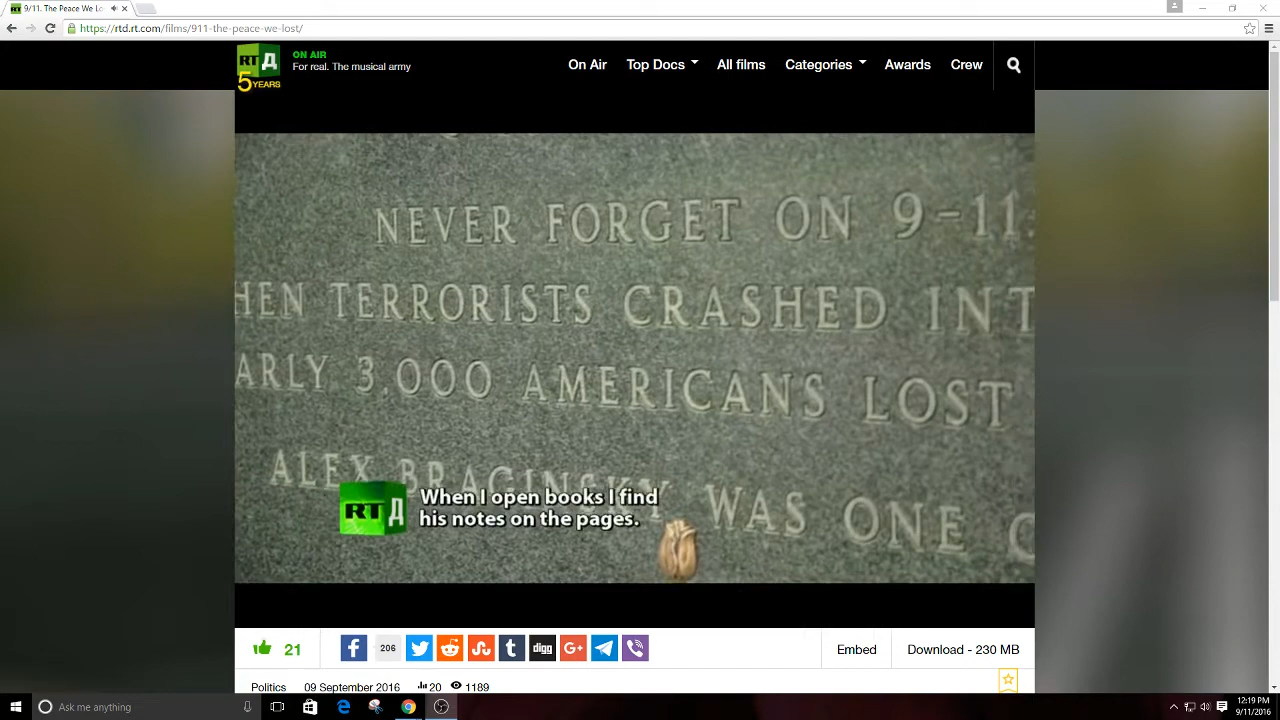 9/11. The Peace We Lo
https://rtd.rt.com/films/911-the-peace-we-lost/
RTД
5 YEARS
ON AIR
For real. The musical army
On Air
Top Docs
All films
Categories
Awards
Crew
NEVER FORGET ON 9-11
HEN TERRORISTS CRASHED INT
ARLY 3,000 AMERICANS LOST
ALEX BRAGINSKY WAS ONE
RTД
When I open books I find
his notes on the pages.
21
206
digg
Embed
Download - 230 MB
Politics
09 September 2016
20
1189
Ask me anything
12:19 PM
9/11/2016